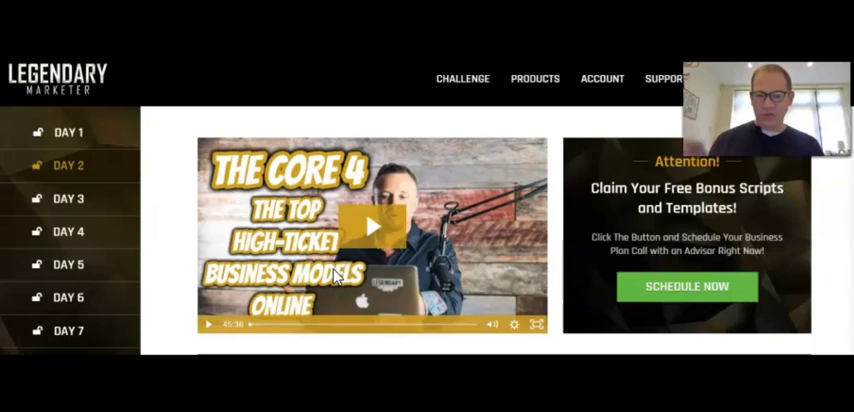 LEGENDARY
MARKETER
CHALLENGE
PRODUCTS
ACCOUNT
SUPPOR
DAY 1
DAY 2
DAY 3
DAY 4
DAY 5
DAY 6
DAY 7
THE CORE 4
THE TOP
HIGH-TICKET
BUSINESS MODELS
ONLINE
LEGENDARY
45:36
Attention!
Claim Your Free Bonus Scripts
and Templates!
Click The Button and Schedule Your Business
Plan Call with an Advisor Right Now!
SCHEDULE NOW